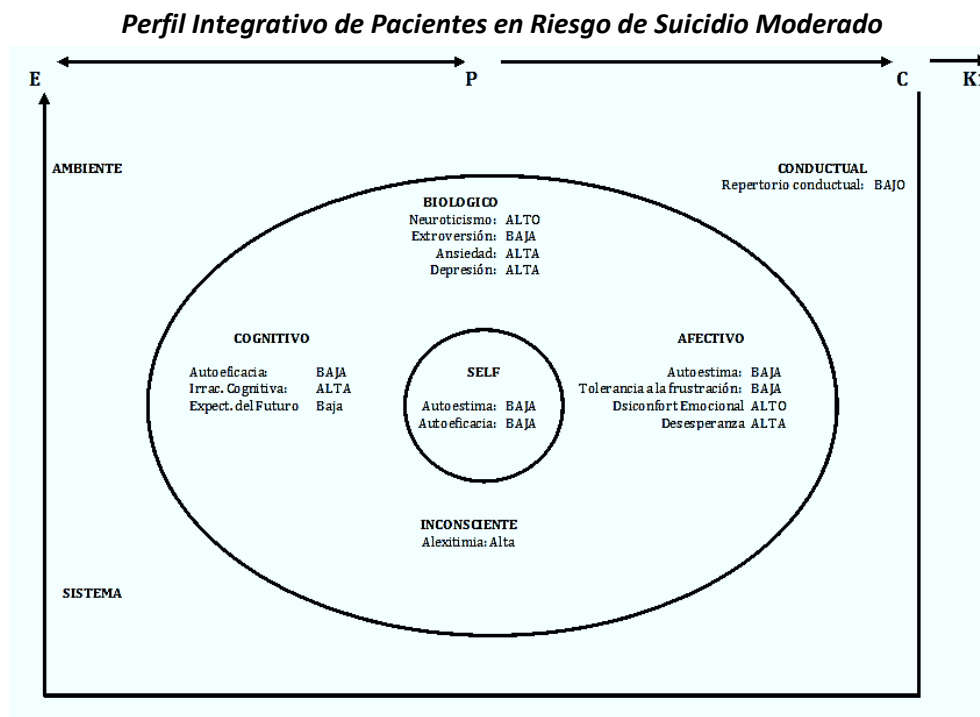 Perfil Integrativo de Pacientes en Riesgo de Suicidio Moderado
E P C K1
AMBIENTE
CONDUCTUAL
Repertorio conductual: BAJO
BIOLOGICO
Neuroticismo: ALTO
Extroversión: BAJA
Ansiedad: ALTA
Depresión: ALTA
COGNITIVO
Autoeficacia: BAJA
Irrac. Cognitiva: ALTA
Expect. del Futuro Baja
SELF
Autoestima: BAJA
Autoeficacia: BAJA
AFECTIVO
Autoestima: BAJA
Tolerancia a la frustración: BAJA
Dsiconfort Emocional ALTO
Desesperanza ALTA
INCONSCIENTE
Alexitimia: Alta
SISTEMA